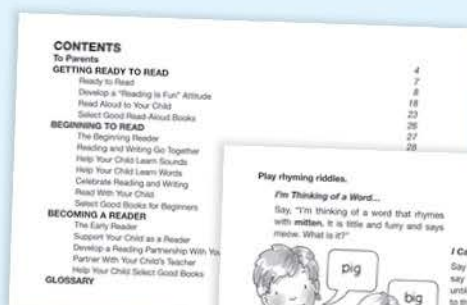 CONTENTS
To Parents 4
GETTING READY TO READ 7
Ready to Read 8
Develop a "Reading Is Fun" Attitude 18
Read Aloud to Your Child 23
Select Good Read-Aloud Books 26
BEGINNING TO READ 27
The Beginning Reader 28
Reading and Writing Go Together
Help Your Child Learn Sounds
Help Your Child Learn Words
Celebrate Reading and Writing
Read With Your Child
Select Good Books for Beginners
BECOMING A READER
The Early Reader
Support Your Child as a Reader
Develop a Reading Partnership With
Partner With Your Child's Teacher
Help Your Child Select Good Books
GLOSSARY
Play rhyming riddles.
I'm Thinking of a Word...
Say, "I'm thinking of a word that rhymes
with mitten. It is little and furry and says
meow. What is it?"
pig
big
I
Say
say